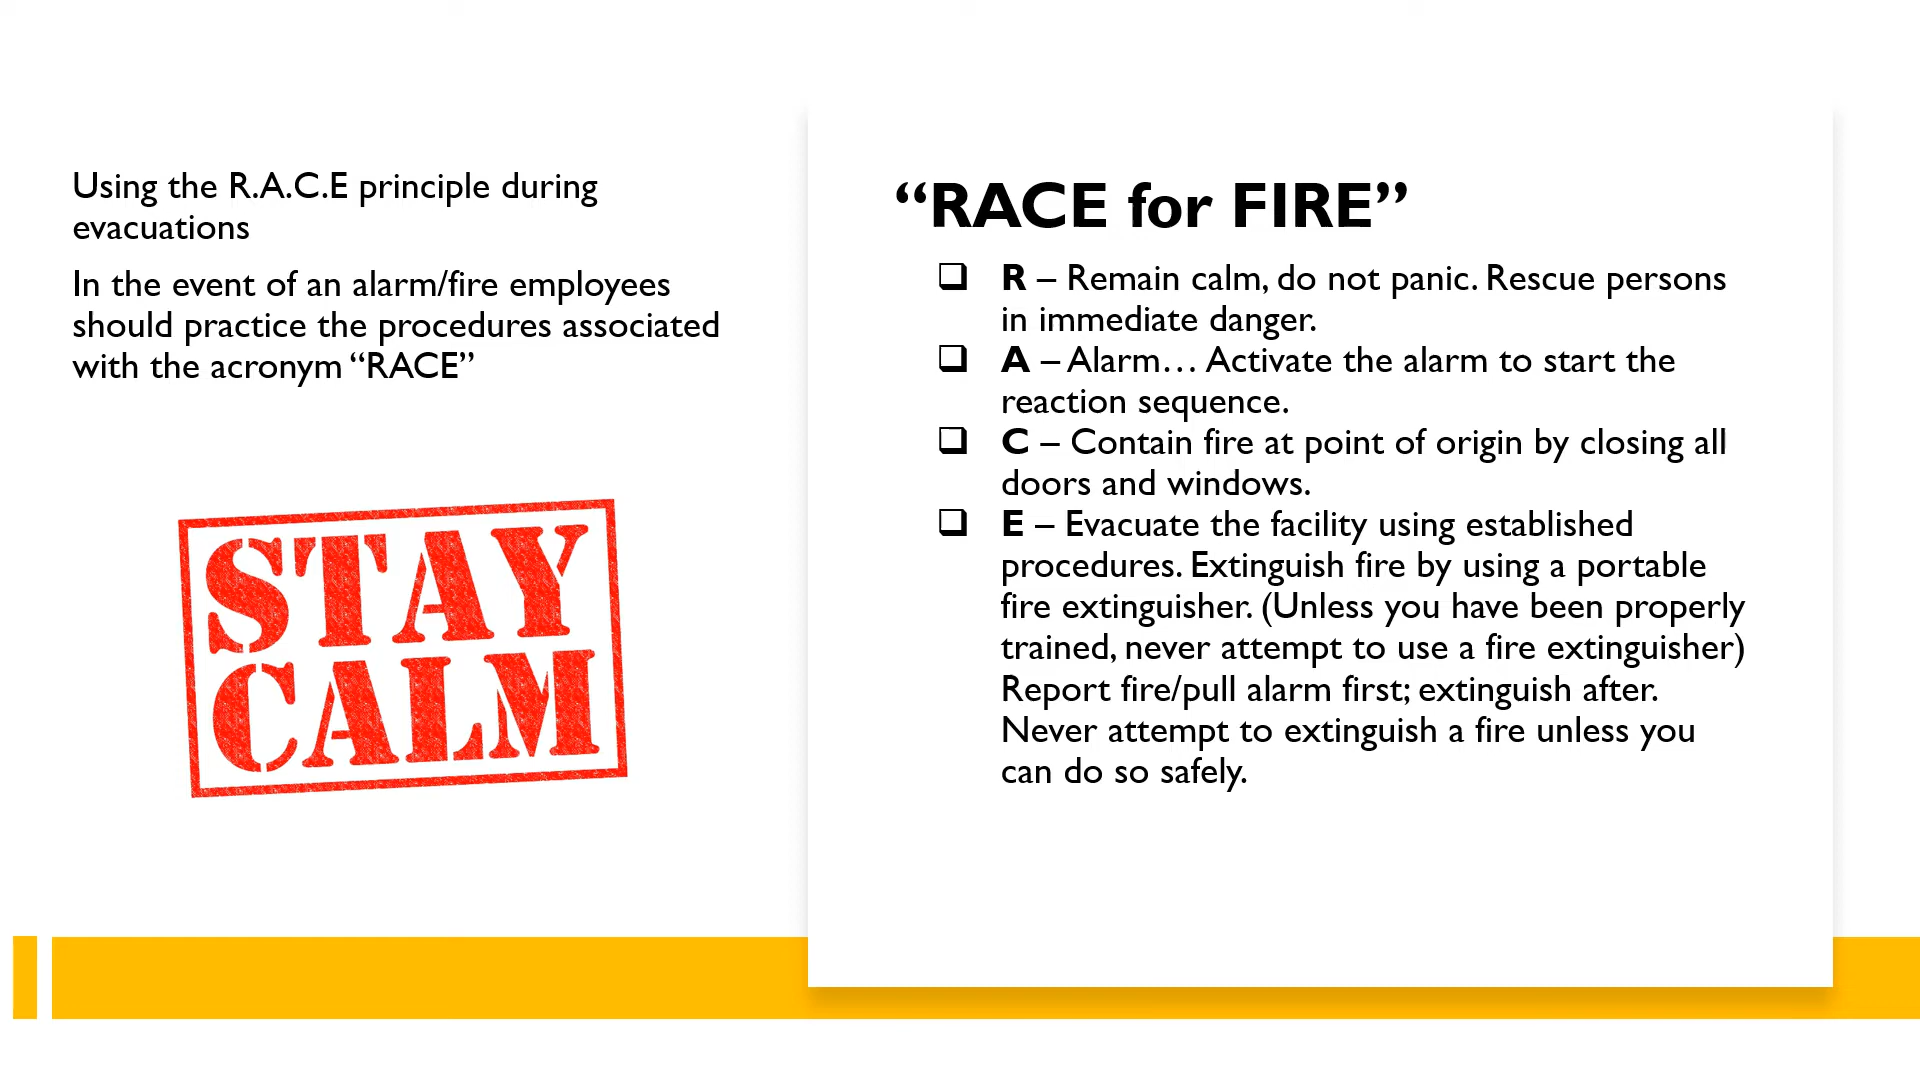 Using the R.A.C.E principle during
evacuations
In the event of an alarm/fire employees
should practice the procedures associated
with the acronym “RACE”
STAY
CALM
“RACE for FIRE”
❑ R – Remain calm, do not panic. Rescue persons
in immediate danger.
❑ A – Alarm… Activate the alarm to start the
reaction sequence.
❑ C – Contain fire at point of origin by closing all
doors and windows.
❑ E – Evacuate the facility using established
procedures. Extinguish fire by using a portable
fire extinguisher. (Unless you have been properly
trained, never attempt to use a fire extinguisher)
Report fire/pull alarm first; extinguish after.
Never attempt to extinguish a fire unless you
can do so safely.